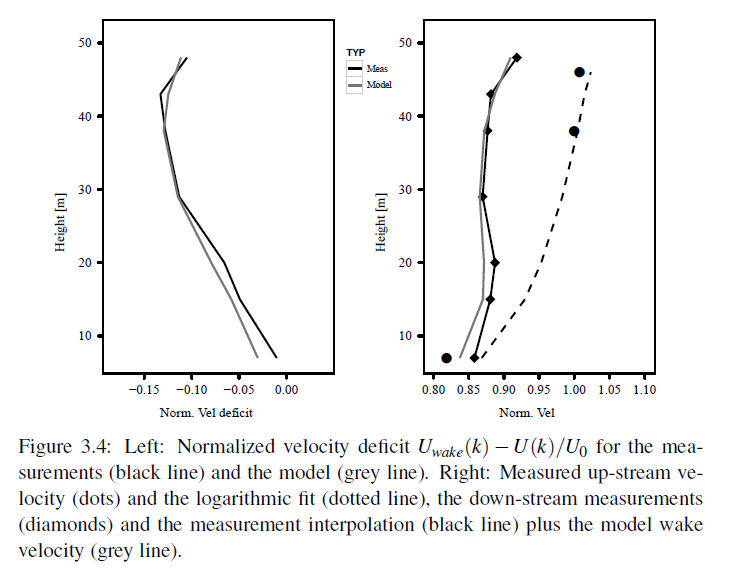 50
40
30
20
10
Height [m]
−0.15 −0.10 −0.05 0.00
Norm. Vel deficit
TYP
Meas
Model
50
40
30
20
10
Height [m]
0.80 0.85 0.90 0.95 1.00 1.05 1.10
Norm. Vel
Figure 3.4: Left: Normalized velocity deficit U_wake(k) − U(k)/U_0 for the mea-
surements (black line) and the model (grey line). Right: Measured up-stream ve-
locity (dots) and the logarithmic fit (dotted line), the down-stream measurements
(diamonds) and the measurement interpolation (black line) plus the model wake
velocity (grey line).